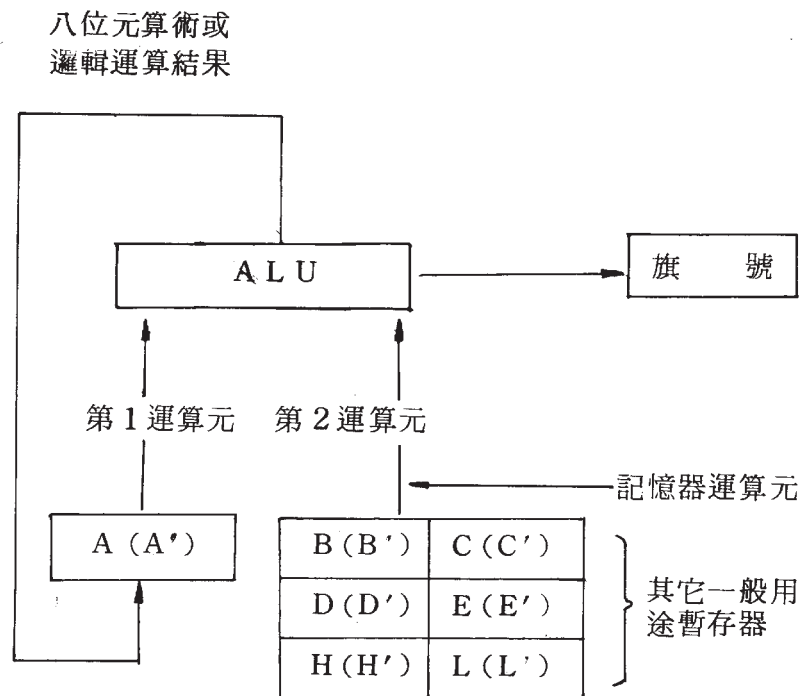 八位元算術或
邏輯運算結果
ALU
旗 號
第1運算元 第2運算元
記憶器運算元
A (A′)
B (B′) C (C′)
D (D′) E (E′)
H (H′) L (L′)
其它一般用
途暫存器